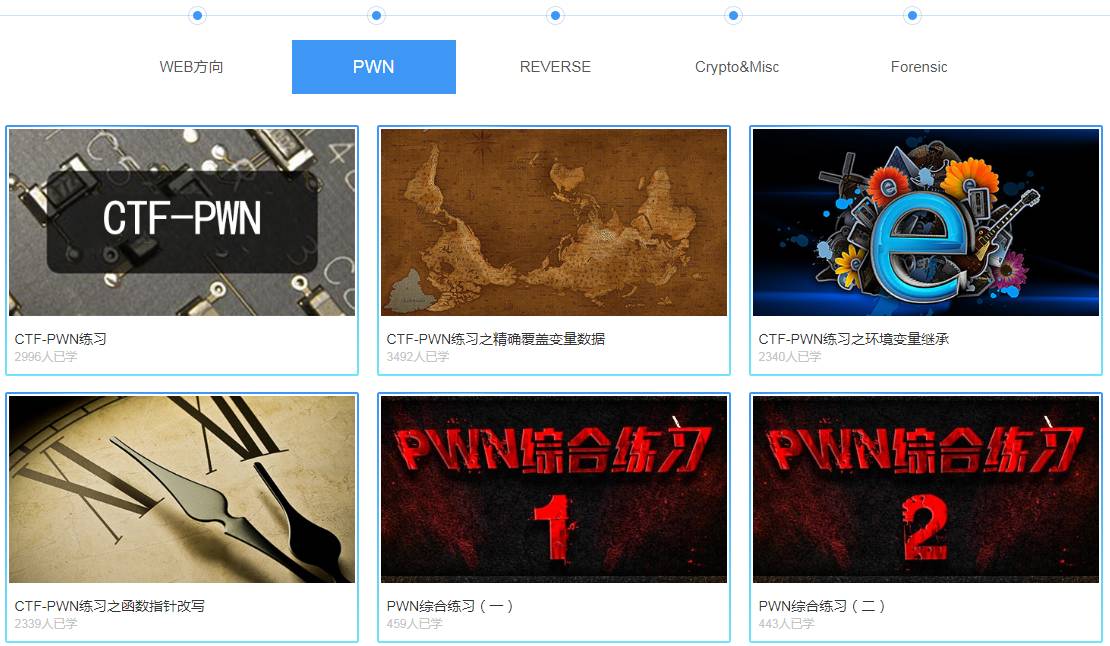 WEB方向
PWN
REVERSE
Crypto&Misc
Forensic
CTF-PWN
CTF-PWN练习
2996人已学
e
CTF-PWN练习之精确覆盖变量数据
3492人已学
CTF-PWN练习之环境变量继承
2340人已学
PWN综合练习
1
PWN综合练习
2
CTF-PWN练习之函数指针改写
2339人已学
PWN综合练习（一）
459人已学
PWN综合练习（二）
443人已学